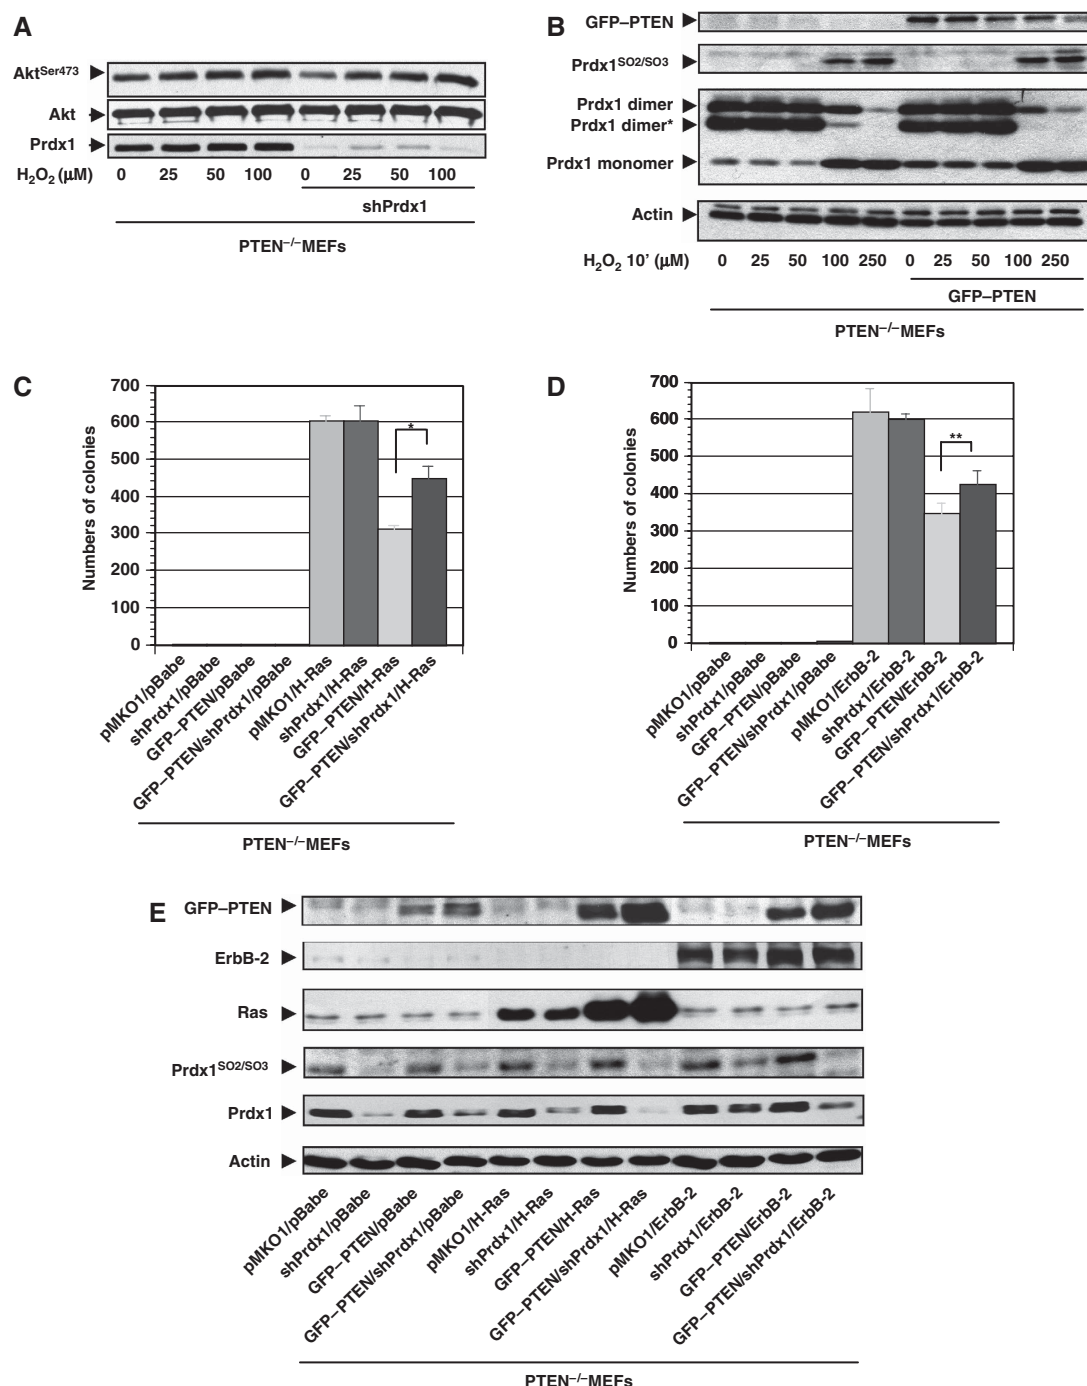 A
Akt^Ser473
Akt
Prdx1
H₂O₂ (μM) 0 25 50 100 0 25 50 100
shPrdx1
PTEN⁻/⁻MEFs
B
GFP–PTEN
Prdx1^SO2/SO3
Prdx1 dimer
Prdx1 dimer*
Prdx1 monomer
Actin
H₂O₂ 10' (μM) 0 25 50 100 250 0 25 50 100 250
GFP–PTEN
PTEN⁻/⁻MEFs
C
Numbers of colonies
700
600
500
400
300
200
100
0
*
pMKO1/pBabe
shPrdx1/pBabe
GFP–PTEN/pBabe
GFP–PTEN/shPrdx1/pBabe
pMKO1/H-Ras
shPrdx1/H-Ras
GFP–PTEN/H-Ras
GFP–PTEN/shPrdx1/H-Ras
PTEN⁻/⁻MEFs
D
Numbers of colonies
700
600
500
400
300
200
100
0
**
pMKO1/pBabe
shPrdx1/pBabe
GFP–PTEN/pBabe
GFP–PTEN/shPrdx1/pBabe
pMKO1/ErbB-2
shPrdx1/ErbB-2
GFP–PTEN/ErbB-2
GFP–PTEN/shPrdx1/ErbB-2
PTEN⁻/⁻MEFs
E
GFP–PTEN
ErbB-2
Ras
Prdx1^SO2/SO3
Prdx1
Actin
pMKO1/pBabe
shPrdx1/pBabe
GFP–PTEN/pBabe
GFP–PTEN/shPrdx1/pBabe
pMKO1/H-Ras
shPrdx1/H-Ras
GFP–PTEN/H-Ras
GFP–PTEN/shPrdx1/H-Ras
pMKO1/ErbB-2
shPrdx1/ErbB-2
GFP–PTEN/ErbB-2
GFP–PTEN/shPrdx1/ErbB-2
PTEN⁻/⁻MEFs